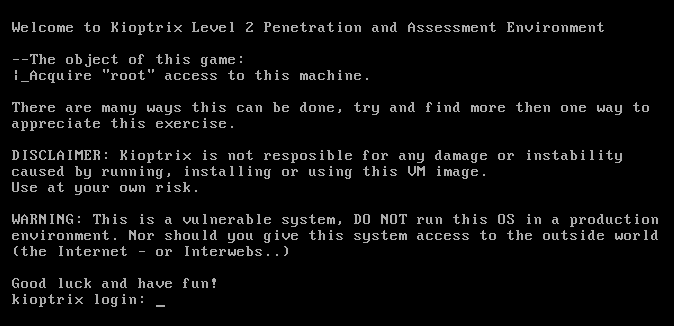 Welcome to Kioptrix Level 2 Penetration and Assessment Environment
--The object of this game:
|_Acquire "root" access to this machine.
There are many ways this can be done, try and find more then one way to
appreciate this exercise.
DISCLAIMER: Kioptrix is not resposible for any damage or instability
caused by running, installing or using this VM image.
Use at your own risk.
WARNING: This is a vulnerable system, DO NOT run this OS in a production
environment. Nor should you give this system access to the outside world
(the Internet - or Interwebs..)
Good luck and have fun!
kioptrix login: _